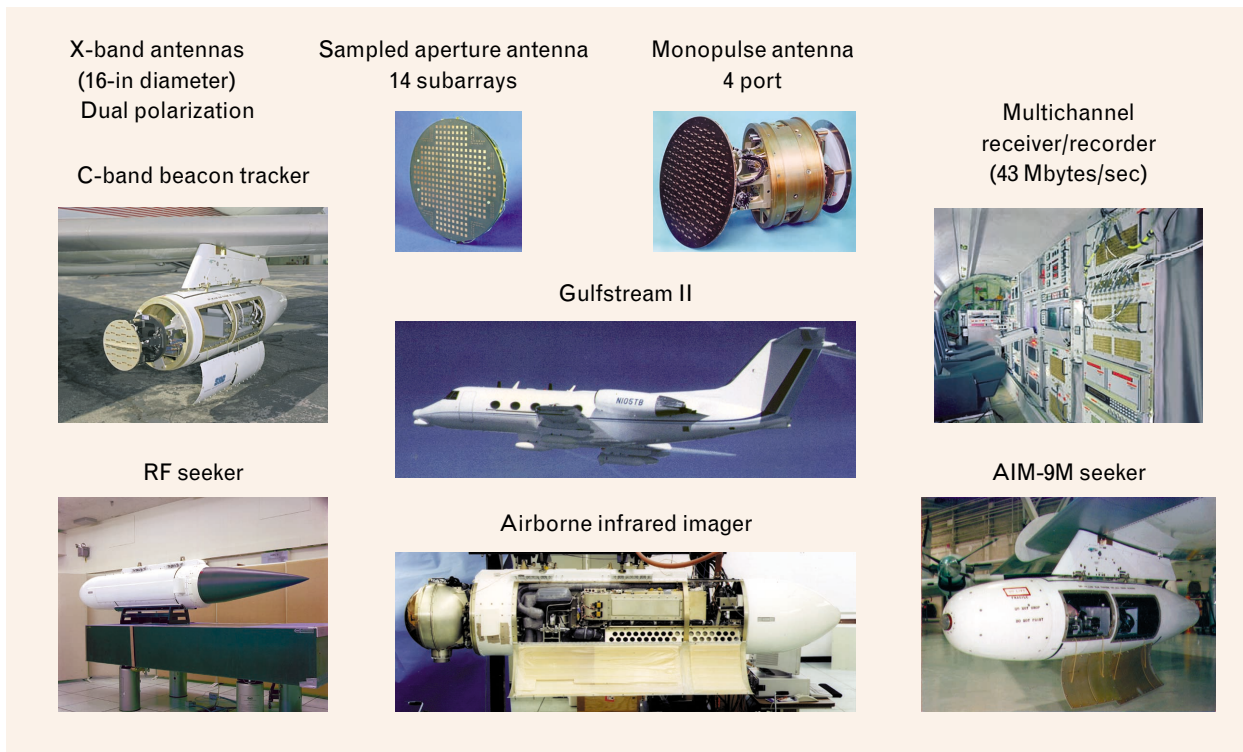 X-band antennas
(16-in diameter)
Dual polarization
Sampled aperture antenna
14 subarrays
Monopulse antenna
4 port
Multichannel
receiver/recorder
(43 Mbytes/sec)
C-band beacon tracker
Gulfstream II
N105TB
RF seeker
Airborne infrared imager
AIM-9M seeker